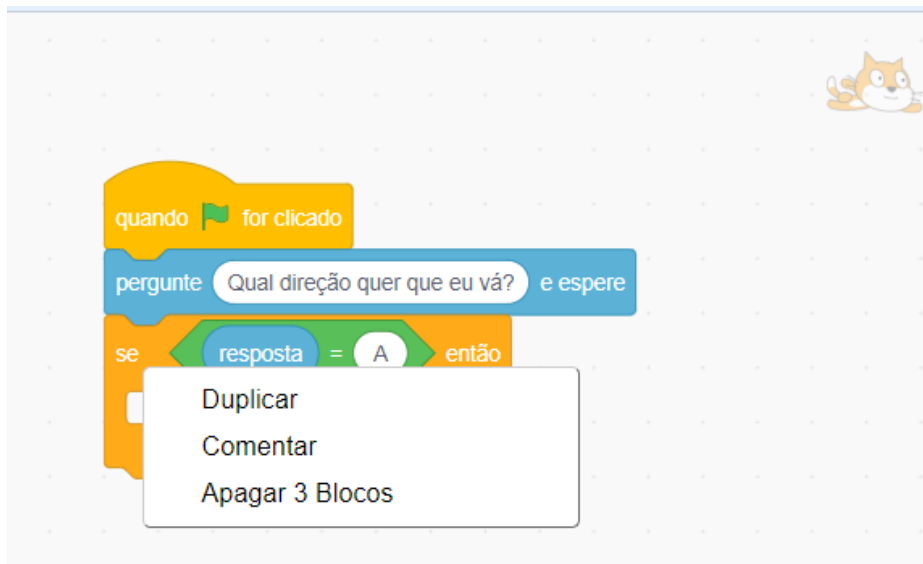 quando for clicado
pergunte Qual direção quer que eu vá? e espere
se resposta = A então
Duplicar
Comentar
Apagar 3 Blocos